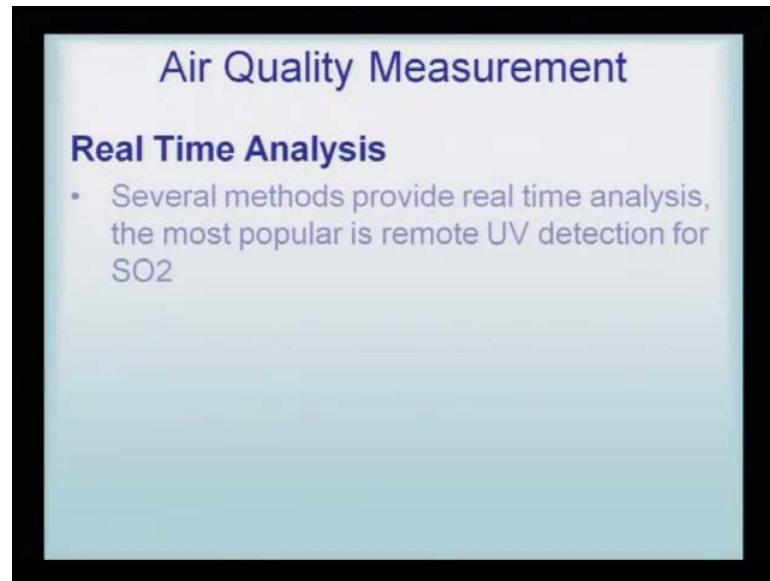 Air Quality Measurement
Real Time Analysis
• Several methods provide real time analysis,
the most popular is remote UV detection for
SO2